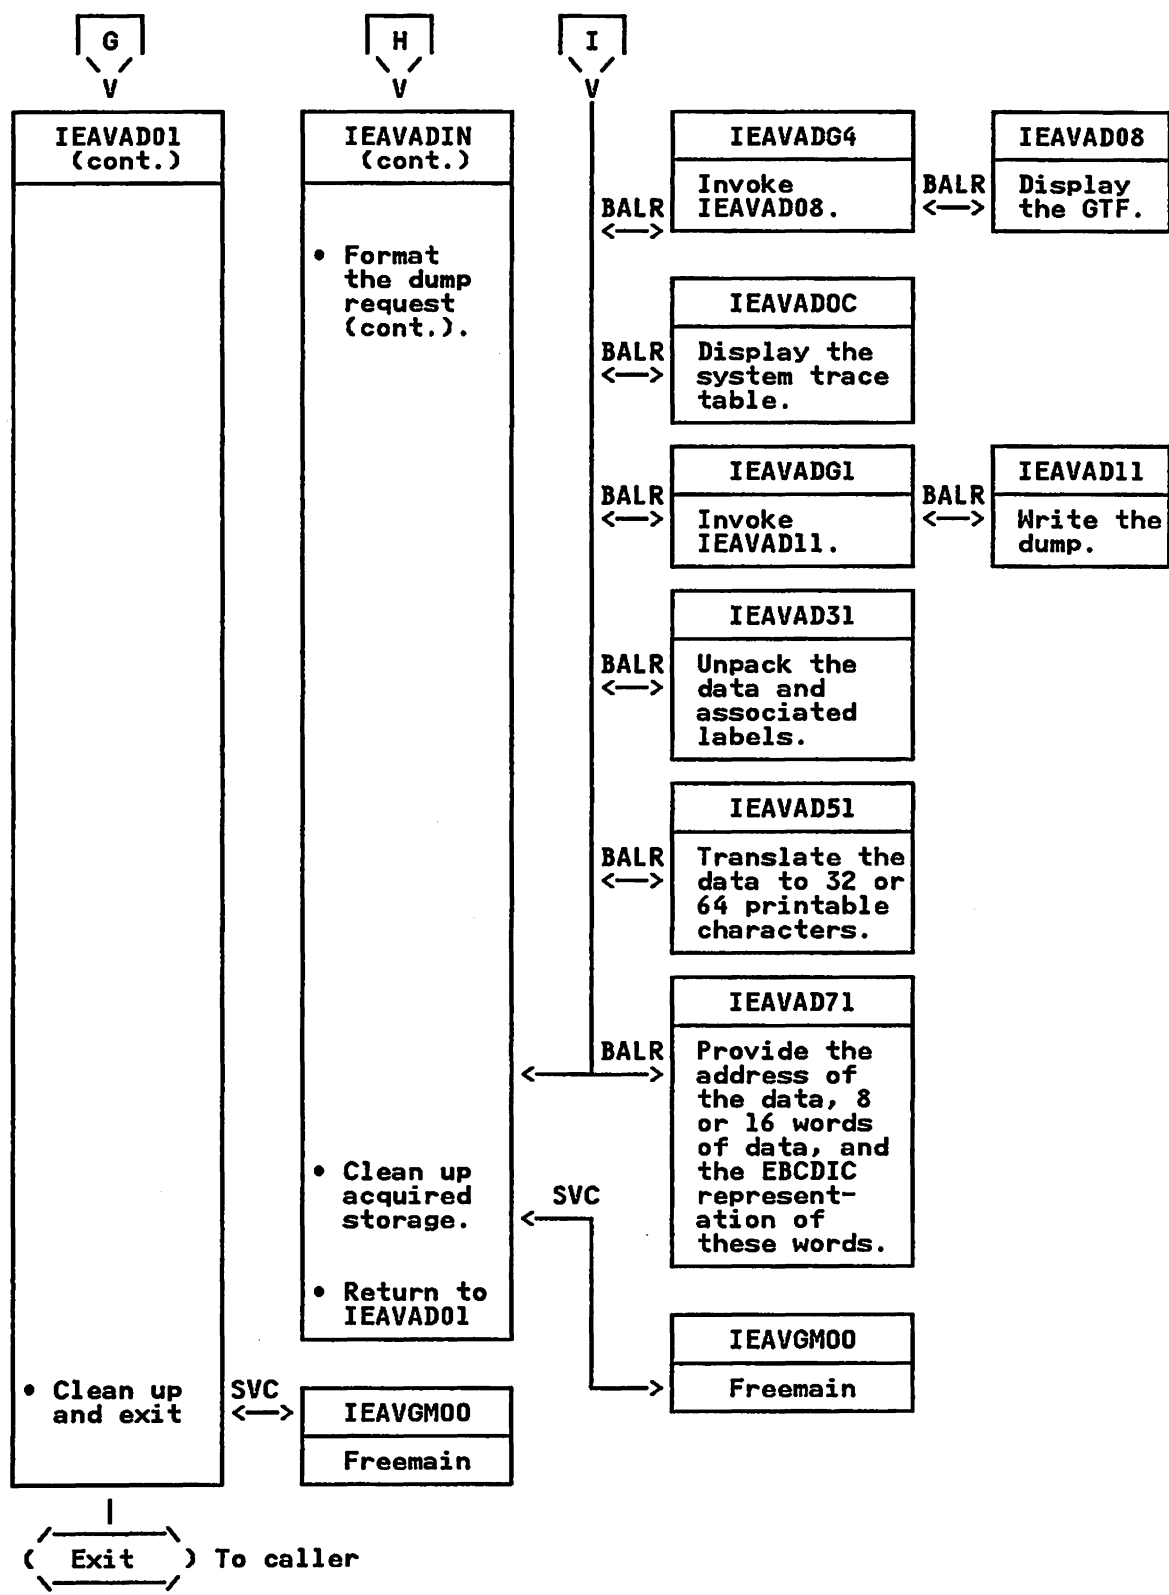 G
H
I
V
V
V
IEAVAD01
(cont.)
IEAVADIN
(cont.)
• Format
the dump
request
(cont.).
BALR
<—>
IEAVADG4
Invoke
IEAVAD08.
BALR
<—>
IEAVAD08
Display
the GTF.
BALR
<—>
IEAVAD0C
Display the
system trace
table.
BALR
<—>
IEAVADG1
Invoke
IEAVAD11.
BALR
<—>
IEAVAD11
Write the
dump.
BALR
<—>
IEAVAD31
Unpack the
data and
associated
labels.
BALR
<—>
IEAVAD51
Translate the
data to 32 or
64 printable
characters.
BALR
IEAVAD71
Provide the
address of
the data, 8
or 16 words
of data, and
the EBCDIC
represent-
ation of
these words.
• Clean up
acquired
storage.
SVC
• Return to
IEAVAD01
IEAVGM00
Freemain
• Clean up
and exit
SVC
<—>
IEAVGM00
Freemain
( Exit ) To caller